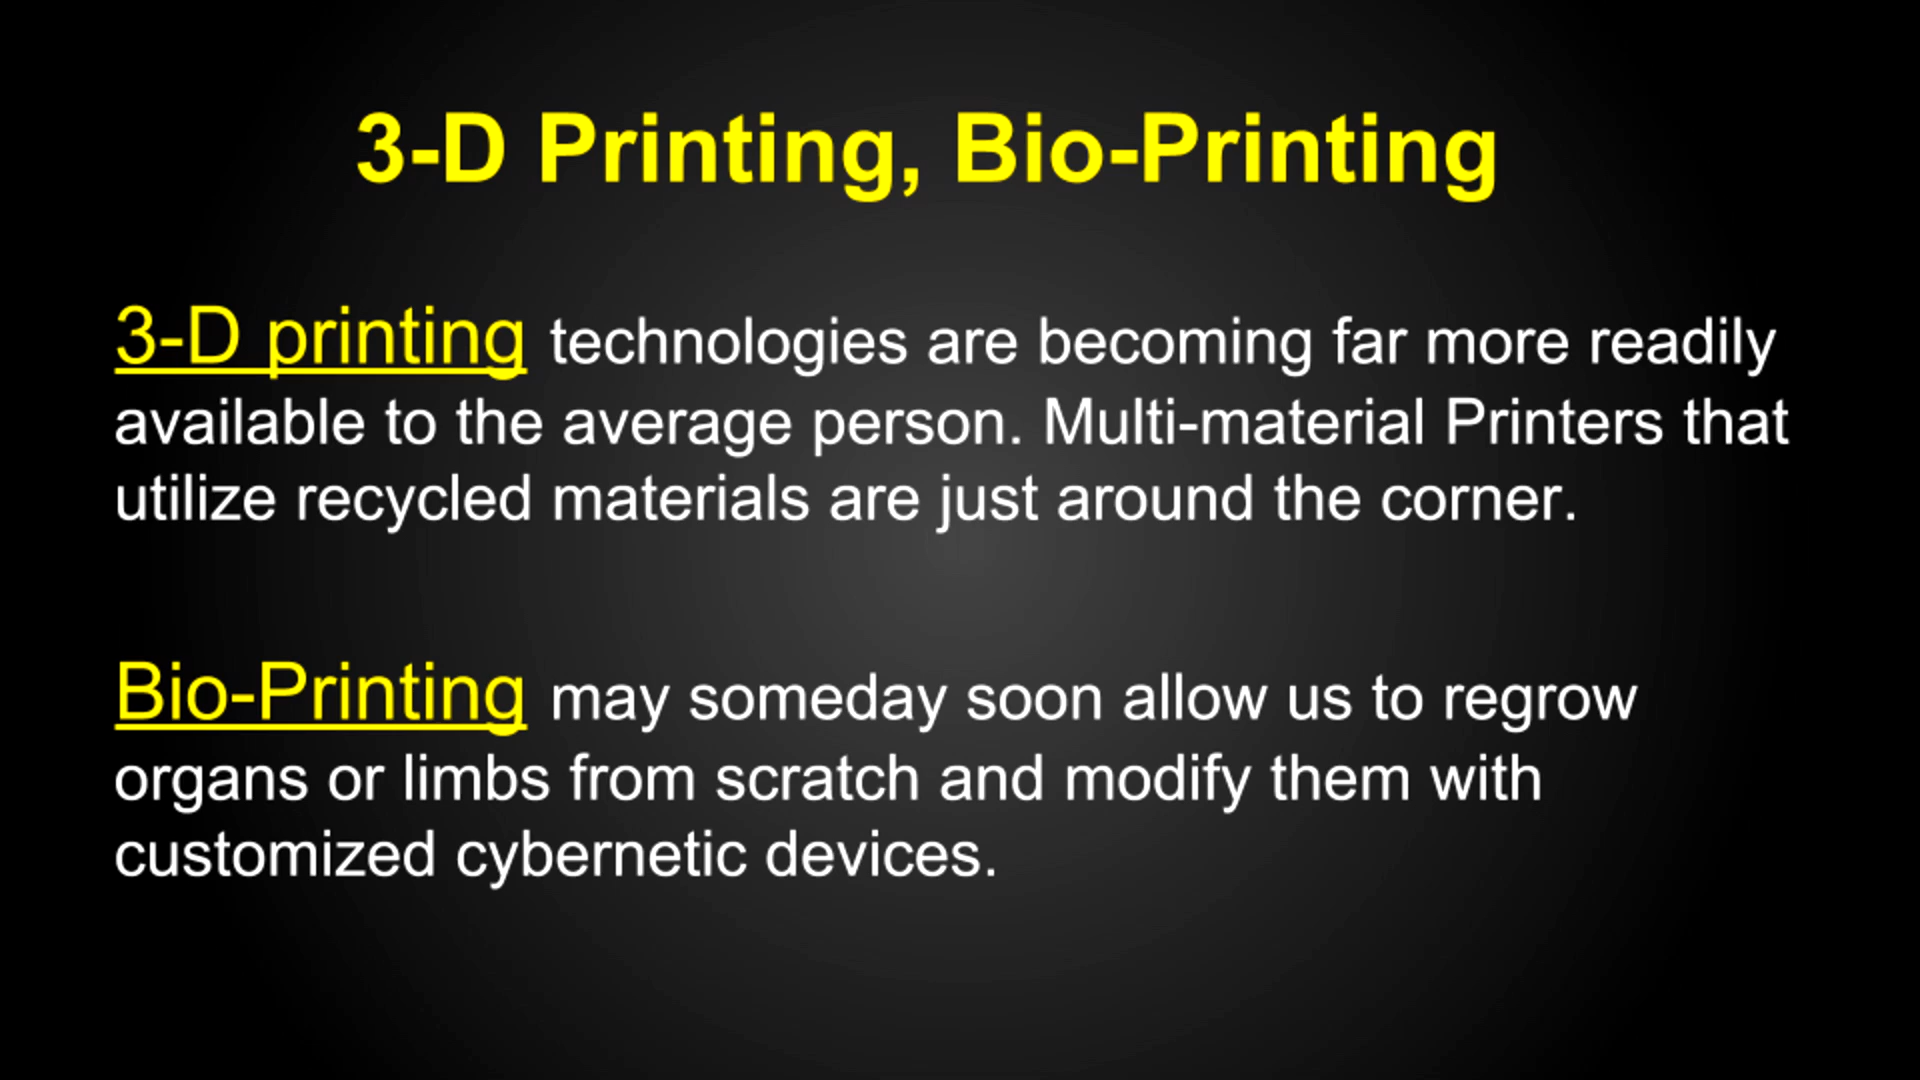 3-D Printing, Bio-Printing
3-D printing technologies are becoming far more readily
available to the average person. Multi-material Printers that
utilize recycled materials are just around the corner.
Bio-Printing may someday soon allow us to regrow
organs or limbs from scratch and modify them with
customized cybernetic devices.